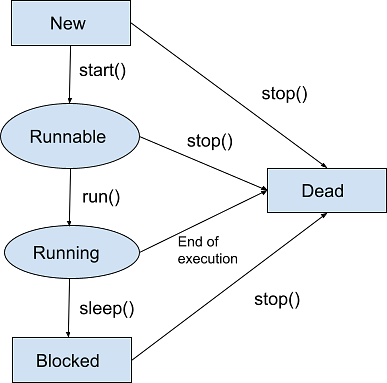 New
start()
stop()
Runnable
stop()
Dead
run()
Running
End of
execution
sleep()
stop()
Blocked